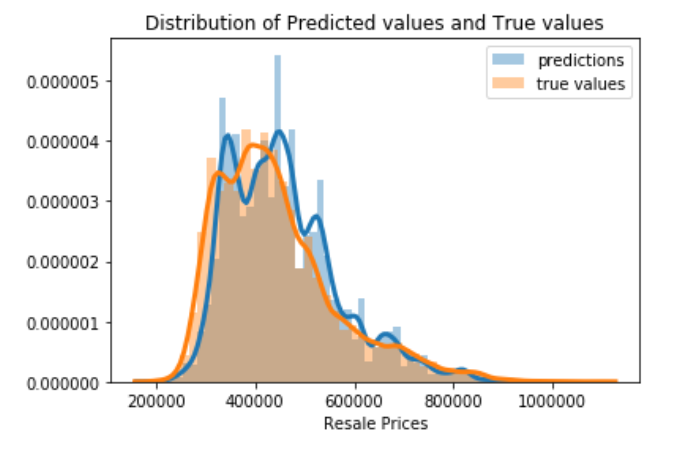 Distribution of Predicted values and True values
predictions
true values
0.000005
0.000004
0.000003
0.000002
0.000001
0.000000
200000 400000 600000 800000 1000000
Resale Prices